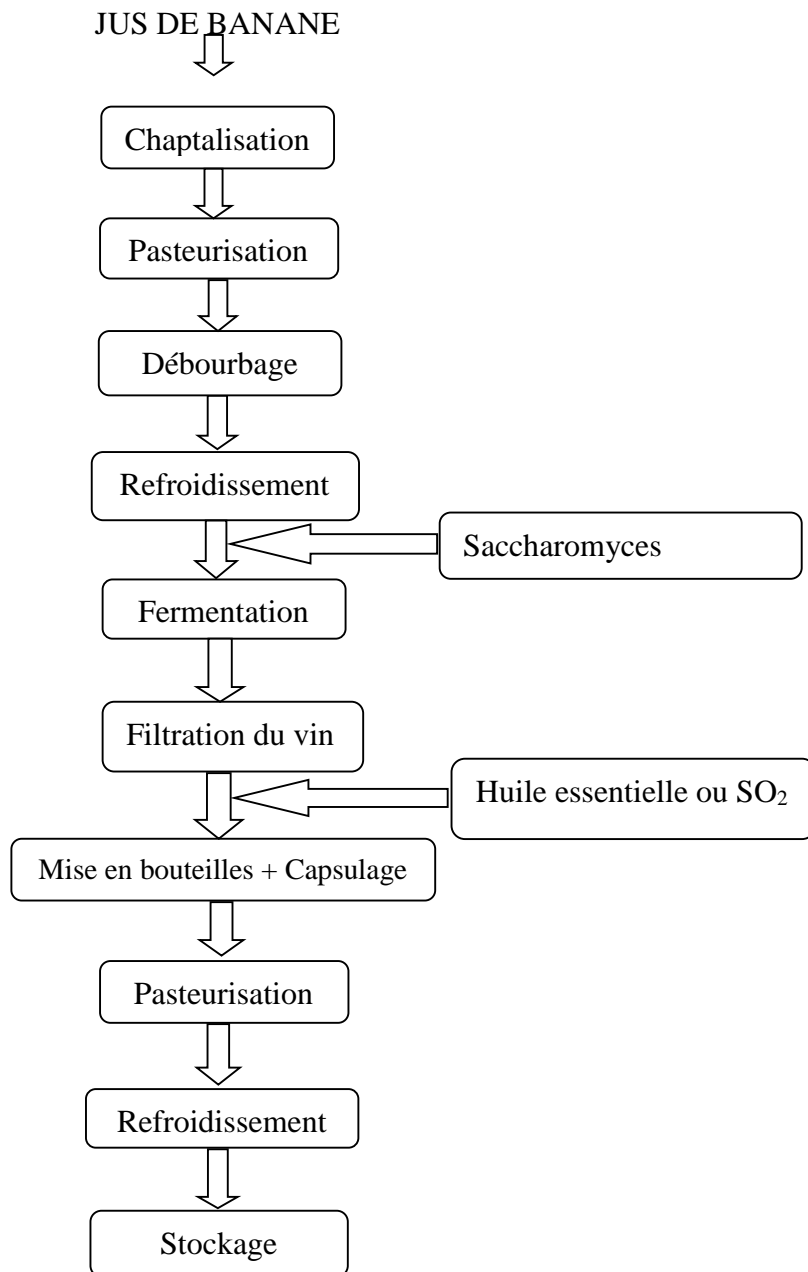 JUS DE BANANE
Chaptalisation
Pasteurisation
Débourbage
Refroidissement
Saccharomyces
Fermentation
Filtration du vin
Huile essentielle ou SO₂
Mise en bouteilles + Capsulage
Pasteurisation
Refroidissement
Stockage